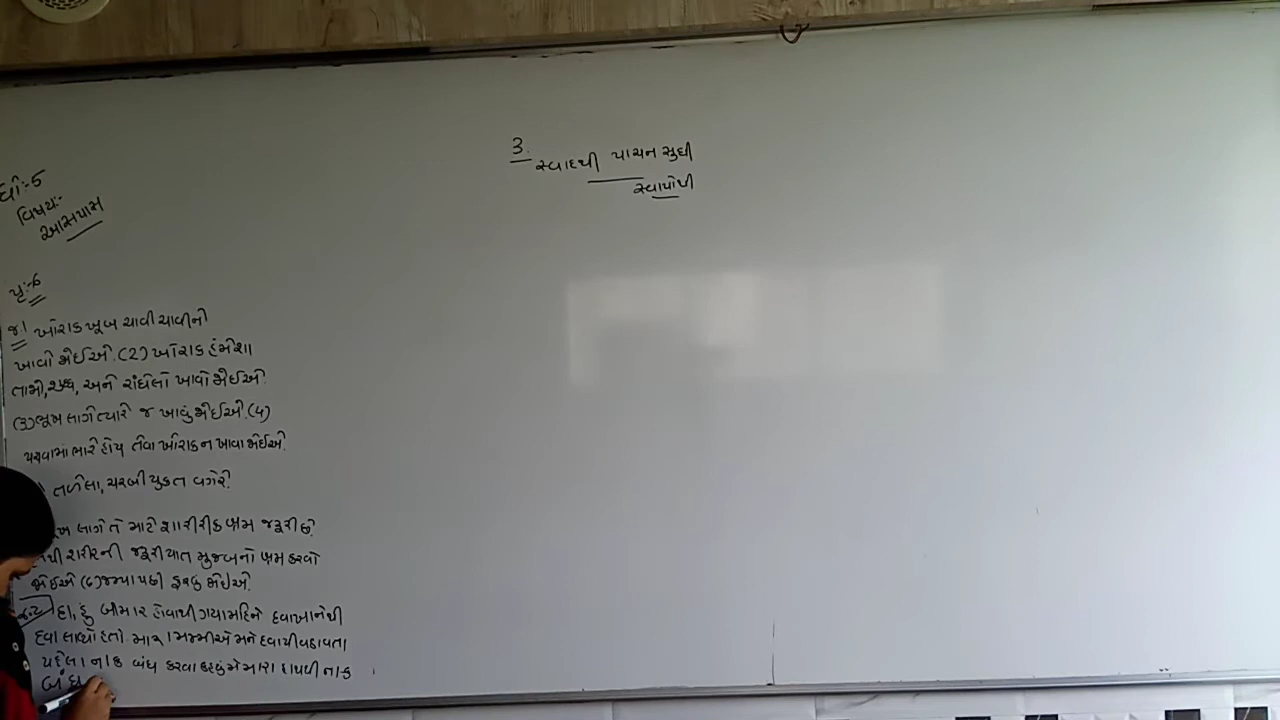 3.
સ્વાદથી પાચન સુધી
સ્વાપોથી
ધો:-5
વિષય:-
આસપાસ
પૃ:-6
જ.1 ખોરાક ખૂબ ચાવી ચાવીની
ખાવો જોઈએ.(2) ખોરાક હંમેશા
તાજો, શુધ્ધ, અને રાંધેલો ખાવો જોઈએ
(3) ભૂખ લાગે ત્યારે જ ખાવું જોઈએ.(4)
પચવામાં ભારે હોય તેવા ખોરાક ન ખાવા જોઈએ.
તળેલા, ચરબી યુક્ત વગેરે.
લાગે તે માટે શારીરીક શ્રમ જરૂરી છે.
શરીરની જરૂરીયાત મુજબનો શ્રમ કરવો
જોઈએ (6) જમ્યા પછી ફરવું જોઈએ.
હા, હું બીમાર હોવાથી ગયા મહિને દવાખાનેથી
દવા લાવ્યો હતો મારા મમ્મીએ મને દવા પીવડાવતા
પહેલા નાક બંધ કરવા કહ્યું મે મારા હાથથી નાક
બંધ